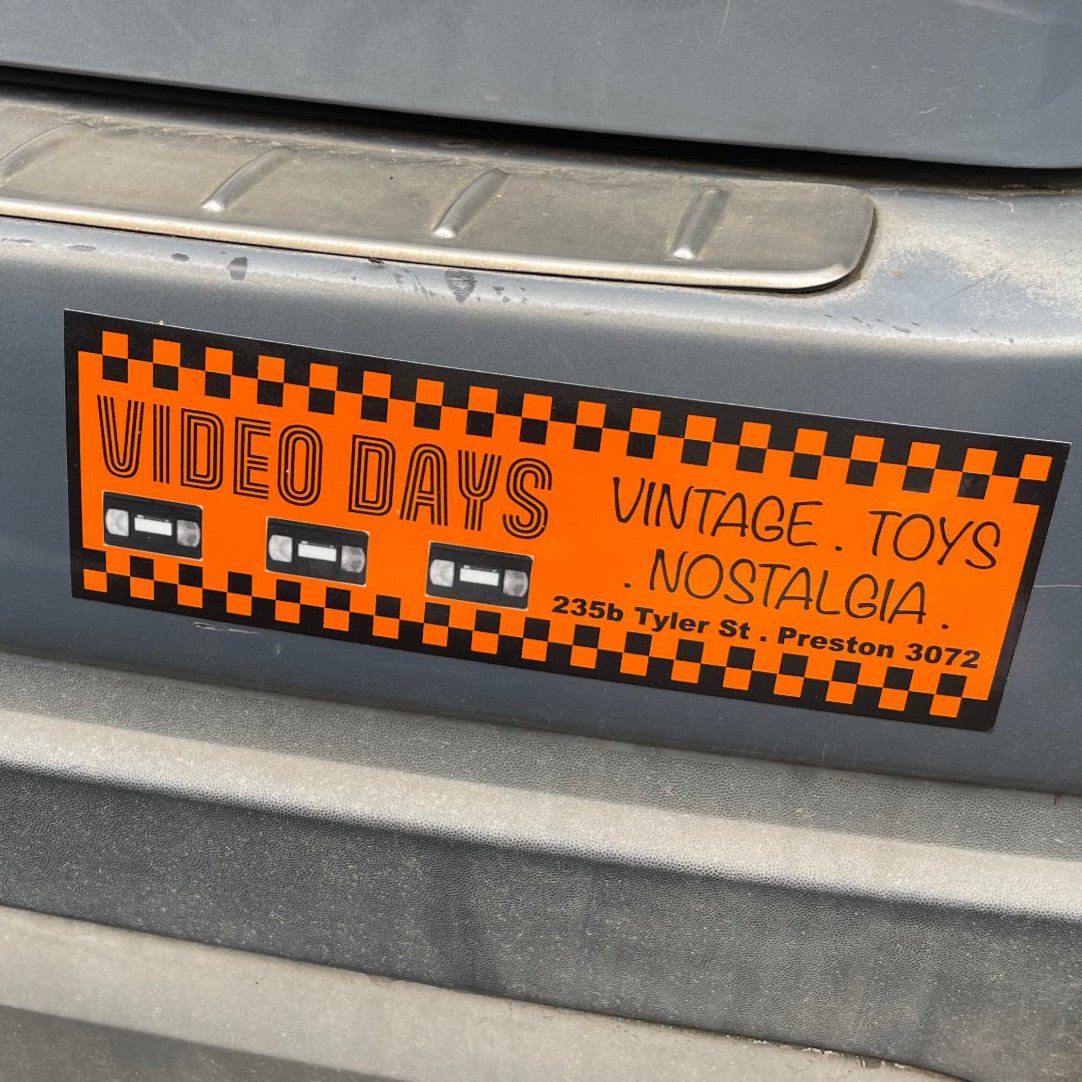 VIDEO DAYS
VINTAGE . TOYS
. NOSTALGIA .
235b Tyler St . Preston 3072